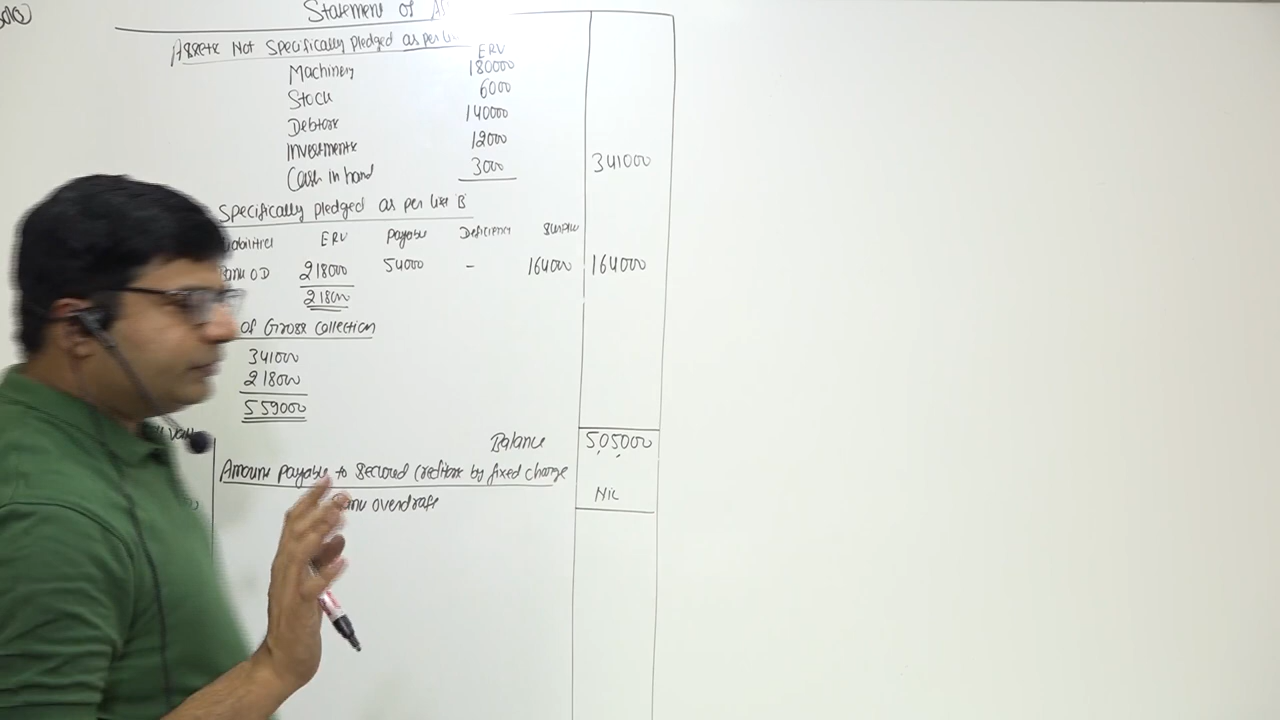 Statement of
Assets Not Specifically pledged as per
ERV
Machinery 180000
Stock 6000
Debtors 140000
Investments 12000
Cash in hand 3000 341000
Specifically pledged as per List B
ERV Payable Deficiency Surplus
Bank OD 218000 54000 - 164000 164000
218000
of Gross Collection
341000
218000
559000
Balance 505000
Amount payable to Secured Creditors by fixed charge
Nil
Bank overdraft